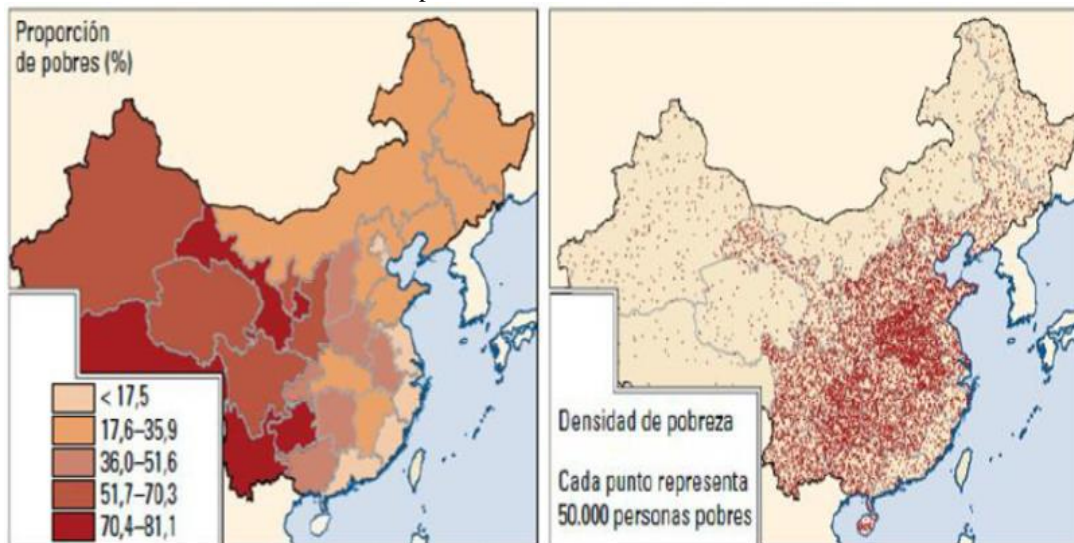 Proporción
de pobres (%)
< 17,5
17,6–35,9
36,0–51,6
51,7–70,3
70,4–81,1
Densidad de pobreza
Cada punto representa
50.000 personas pobres